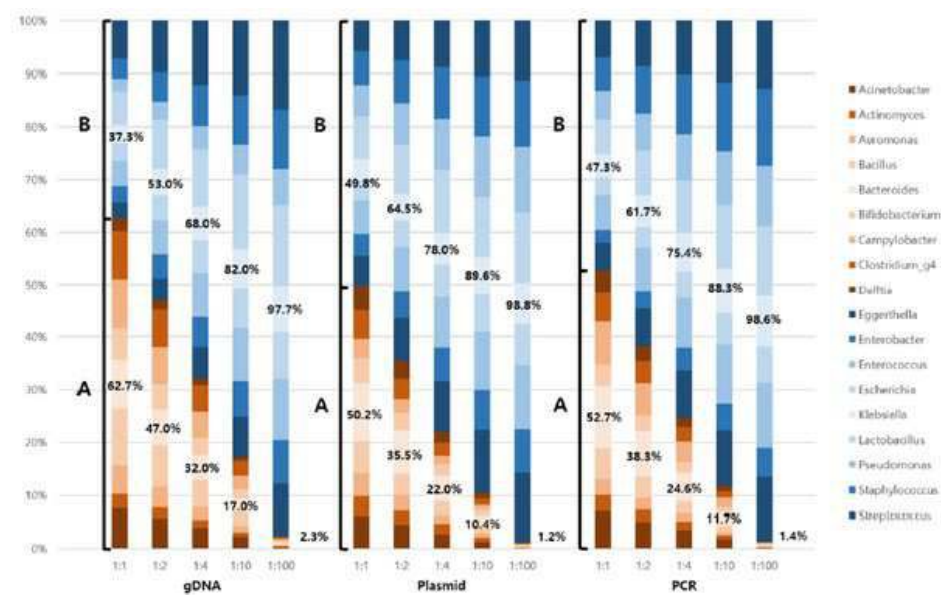 100%
90%
80%
70%
60%
50%
40%
30%
20%
10%
0%
B
A
37.3%
53.0%
68.0%
82.0%
97.7%
62.7%
47.0%
32.0%
17.0%
2.3%
1:1 1:2 1:4 1:10 1:100
gDNA
B
A
49.8%
64.5%
78.0%
89.6%
98.8%
50.2%
35.5%
22.0%
10.4%
1.2%
1:1 1:2 1:4 1:10 1:100
Plasmid
B
A
47.3%
61.7%
75.4%
88.3%
98.6%
52.7%
38.3%
24.6%
11.7%
1.4%
1:1 1:2 1:4 1:10 1:100
PCR
Acinetobacter
Actinomyces
Auromonas
Bacillus
Bacteroides
Bifidobacterium
Campylobacter
Clostridium_g4
Delftia
Eggerthella
Enterobacter
Enterococcus
Escherichia
Klebsiella
Lactobacillus
Pseudomonas
Staphylococcus
Streptococcus